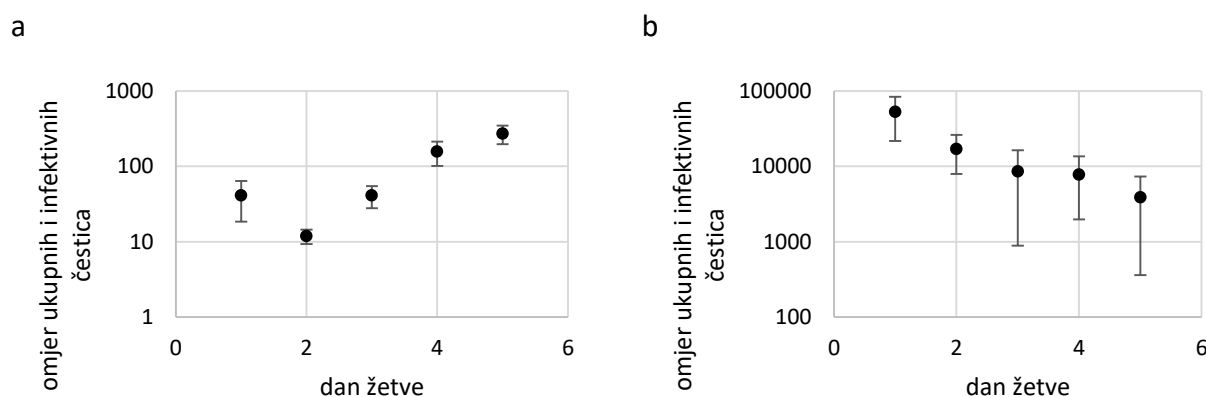 a
omjer ukupnih i infektivnih
čestica
1000
100
10
1
0
2
4
6
dan žetve
b
omjer ukupnih i infektivnih
čestica
100000
10000
1000
100
0
2
4
6
dan žetve